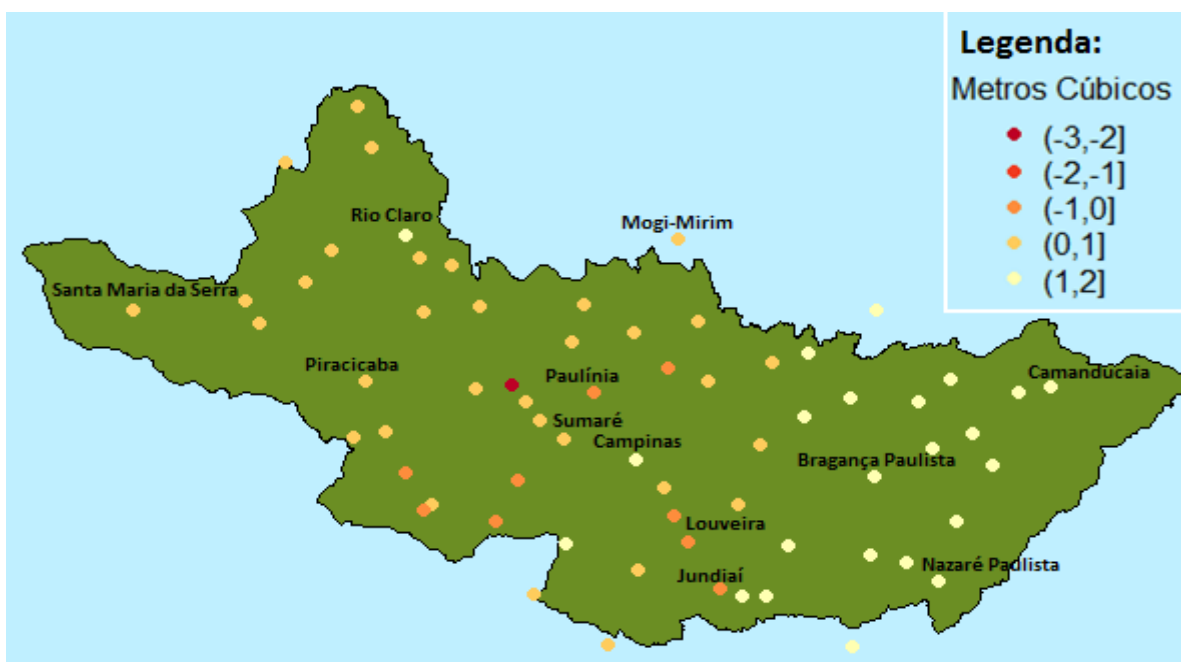 Legenda:
Metros Cúbicos
(-3,-2]
(-2,-1]
(-1,0]
(0,1]
(1,2]
Rio Claro
Mogi-Mirim
Santa Maria da Serra
Piracicaba
Paulínia
Camanducaia
Sumaré
Campinas
Bragança Paulista
Louveira
Jundiaí
Nazaré Paulista